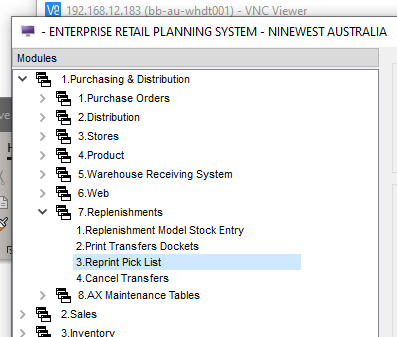 192.168.12.183 (bb-au-whdt001) - VNC Viewer
- ENTERPRISE RETAIL PLANNING SYSTEM - NINEWEST AUSTRALIA
Modules
1.Purchasing & Distribution
1.Purchase Orders
2.Distribution
3.Stores
4.Product
5.Warehouse Receiving System
6.Web
7.Replenishments
1.Replenishment Model Stock Entry
2.Print Transfers Dockets
3.Reprint Pick List
4.Cancel Transfers
8.AX Maintenance Tables
2.Sales
3.Inventory